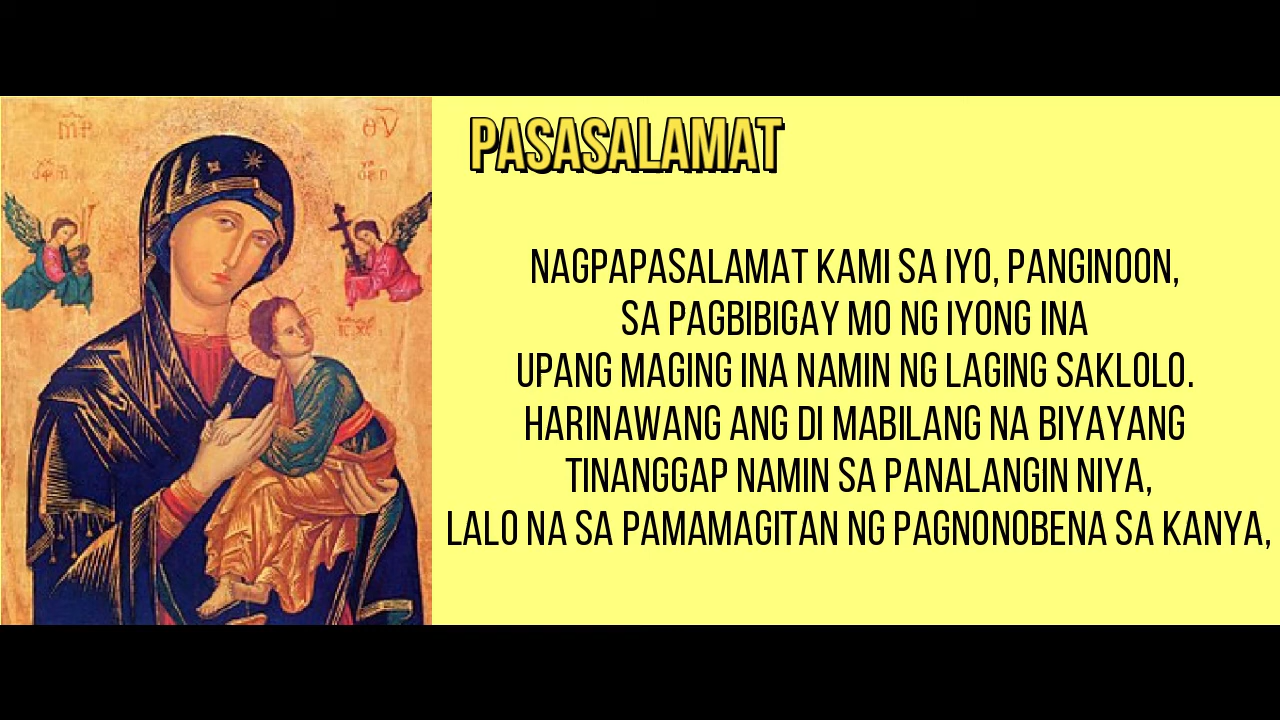 PASASALAMAT
NAGPAPASALAMAT KAMI SA IYO, PANGINOON,
SA PAGBIBIGAY MO NG IYONG INA
UPANG MAGING INA NAMIN NG LAGING SAKLOLO.
HARINAWANG ANG DI MABILANG NA BIYAYANG
TINANGGAP NAMIN SA PANALANGIN NIYA,
LALO NA SA PAMAMAGITAN NG PAGNONOBENA SA KANYA,